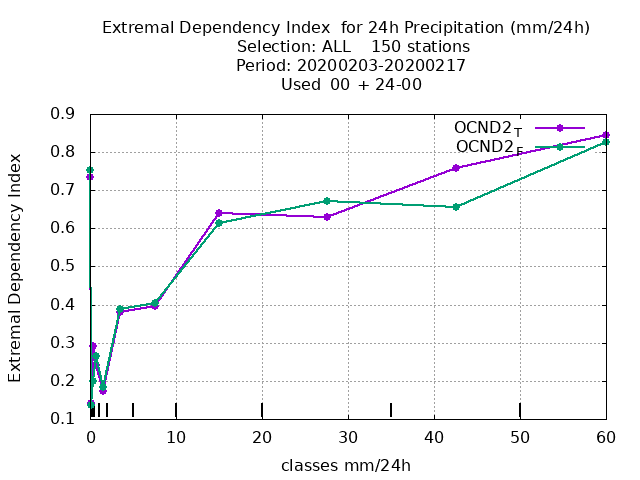 Extremal Dependency Index  for 24h Precipitation (mm/24h)
Selection: ALL    150 stations
Period: 20200203-20200217
Used  00 + 24-00
OCND2_T
OCND2_F
Extremal Dependency Index
0.9
0.8
0.7
0.6
0.5
0.4
0.3
0.2
0.1
0 10 20 30 40 50 60
classes mm/24h